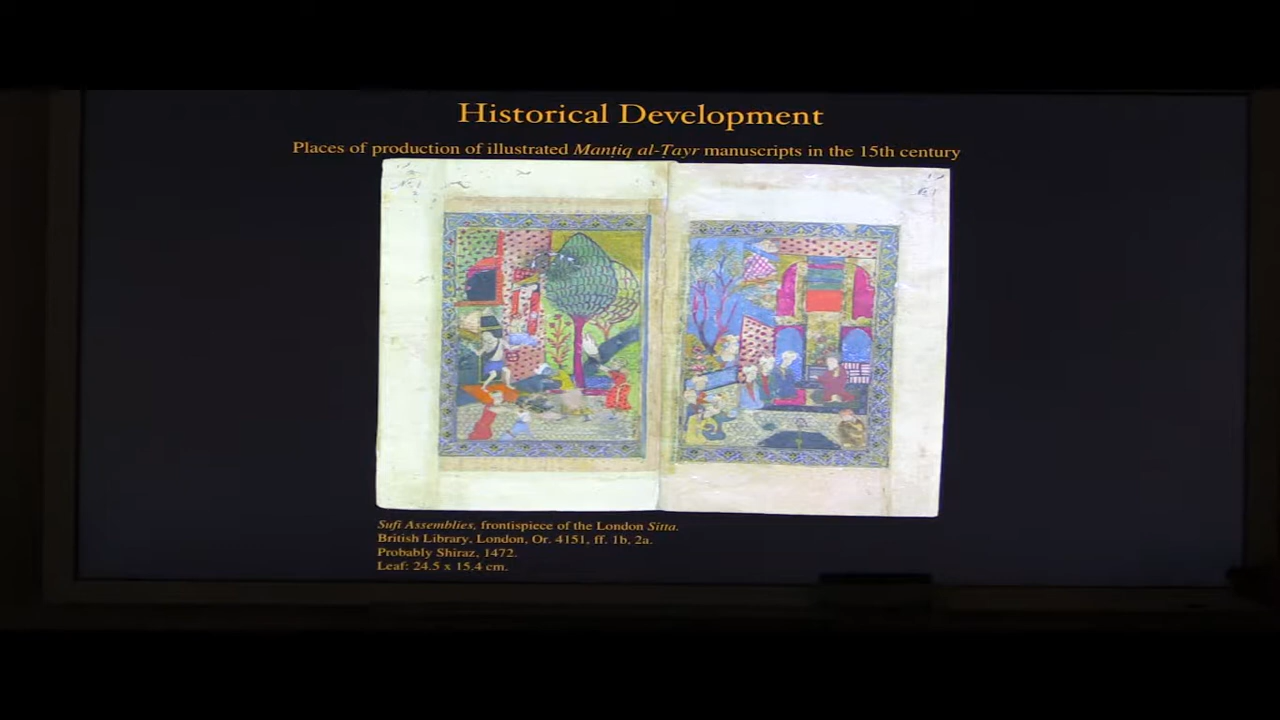 Historical Development
Places of production of illustrated Manṭiq al-Ṭayr manuscripts in the 15th century
Sufi Assemblies, frontispiece of the London Sitta.
British Library, London, Or. 4151, ff. 1b, 2a.
Probably Shiraz, 1472.
Leaf: 24.5 x 15.4 cm.